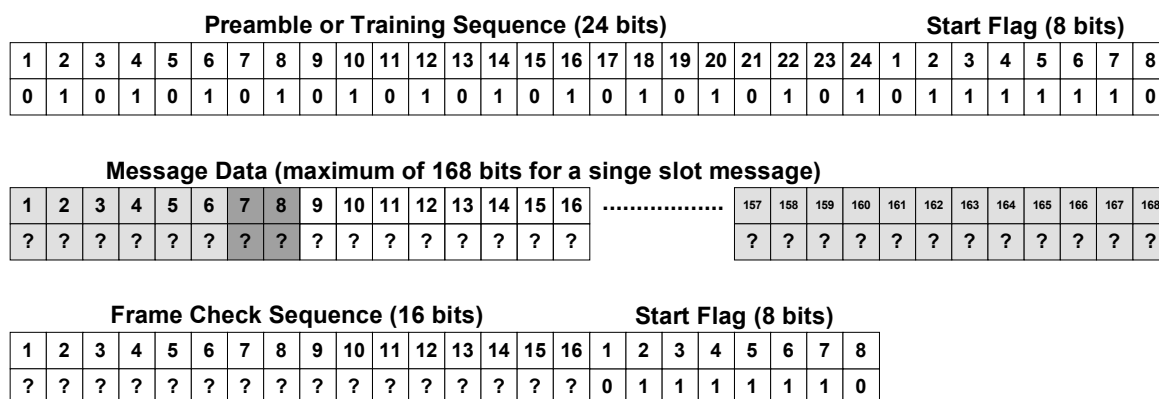 Preamble or Training Sequence (24 bits) Start Flag (8 bits)
1 2 3 4 5 6 7 8 9 10 11 12 13 14 15 16 17 18 19 20 21 22 23 24 1 2 3 4 5 6 7 8
0 1 0 1 0 1 0 1 0 1 0 1 0 1 0 1 0 1 0 1 0 1 0 1 0 1 1 1 1 1 1 0
Message Data (maximum of 168 bits for a singe slot message)
1 2 3 4 5 6 7 8 9 10 11 12 13 14 15 16 .................. 157 158 159 160 161 162 163 164 165 166 167 168
? ? ? ? ? ? ? ? ? ? ? ? ? ? ? ? ? ? ? ? ? ? ? ? ? ? ? ?
Frame Check Sequence (16 bits) Start Flag (8 bits)
1 2 3 4 5 6 7 8 9 10 11 12 13 14 15 16 1 2 3 4 5 6 7 8
? ? ? ? ? ? ? ? ? ? ? ? ? ? ? ? 0 1 1 1 1 1 1 0